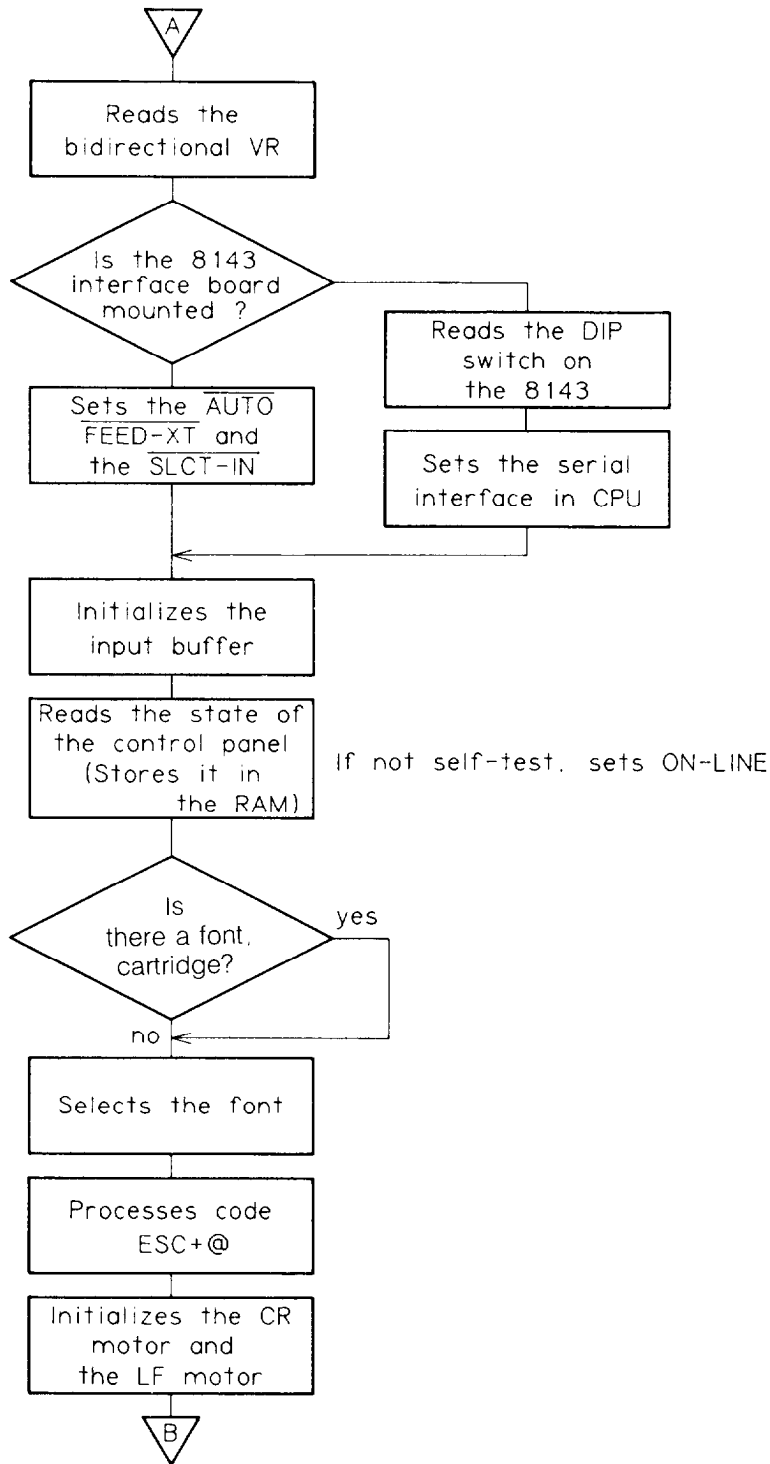 A
Reads the
bidirectional VR
Is the 8143
interface board
mounted ?
Reads the DIP
switch on
the 8143
Sets the AUTO
FEED-XT and
the SLCT-IN
Sets the serial
interface in CPU
Initializes the
input buffer
Reads the state of
the control panel
(Stores it in
the RAM)
If not self-test, sets ON-LINE
Is
there a font,
cartridge?
yes
no
Selects the font
Processes code
ESC+@
Initializes the CR
motor and
the LF motor
B